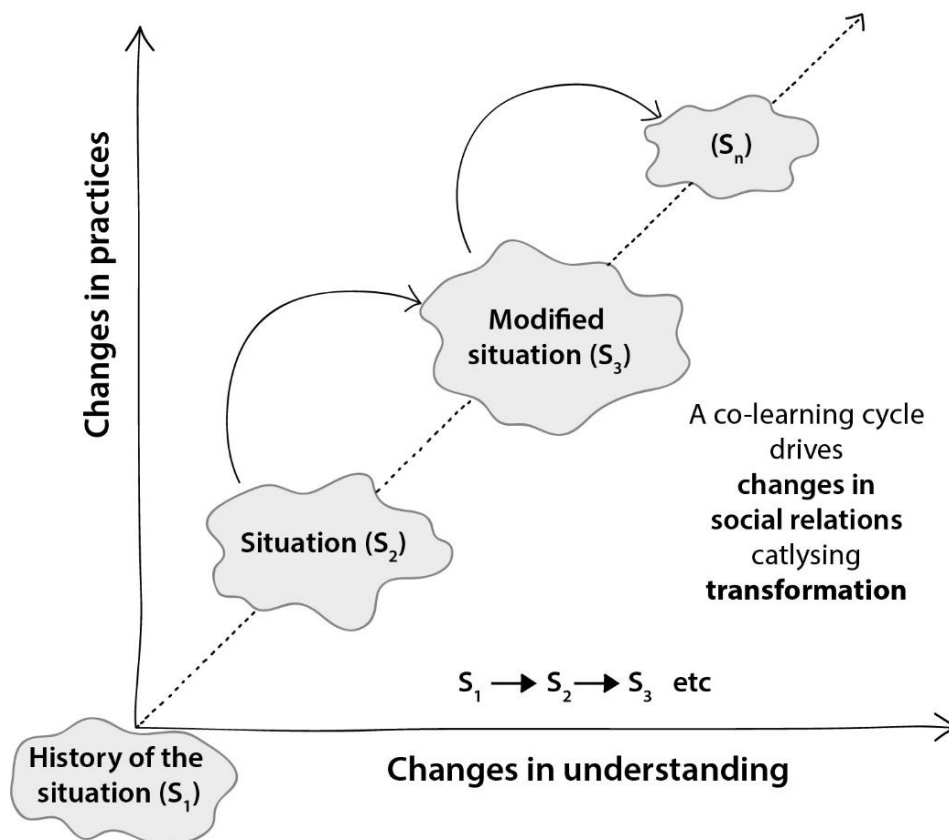 Changes in practices
(Sₙ)
Modified
situation (S₃)
A co-learning cycle
drives
changes in
social relations
catlysing
transformation
Situation (S₂)
S₁ → S₂ → S₃ etc
History of the
situation (S₁)
Changes in understanding